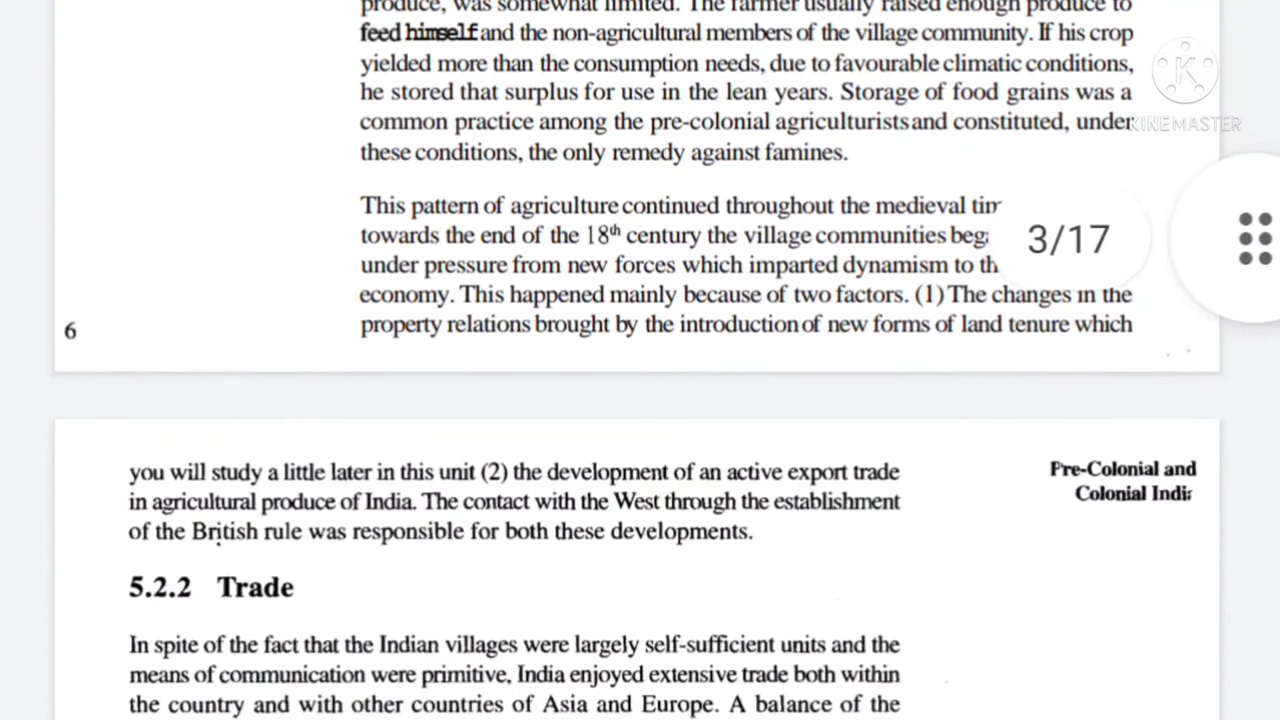 produce, was somewhat limited. The farmer usually raised enough produce to
feed himself and the non-agricultural members of the village community. If his crop
yielded more than the consumption needs, due to favourable climatic conditions,
he stored that surplus for use in the lean years. Storage of food grains was a
common practice among the pre-colonial agriculturists and constituted, under
these conditions, the only remedy against famines.
This pattern of agriculture continued throughout the medieval
towards the end of the 18th century the village communities
under pressure from new forces which imparted dynamism to
economy. This happened mainly because of two factors. (1) The changes in the
property relations brought by the introduction of new forms of land tenure which
6
K
KINEMASTER
3/17
you will study a little later in this unit (2) the development of an active export trade
in agricultural produce of India. The contact with the West through the establishment
of the British rule was responsible for both these developments.
Pre-Colonial and
Colonial
5.2.2 Trade
In spite of the fact that the Indian villages were largely self-sufficient units and the
means of communication were primitive, India enjoyed extensive trade both within
the country and with other countries of Asia and Europe. A balance of the